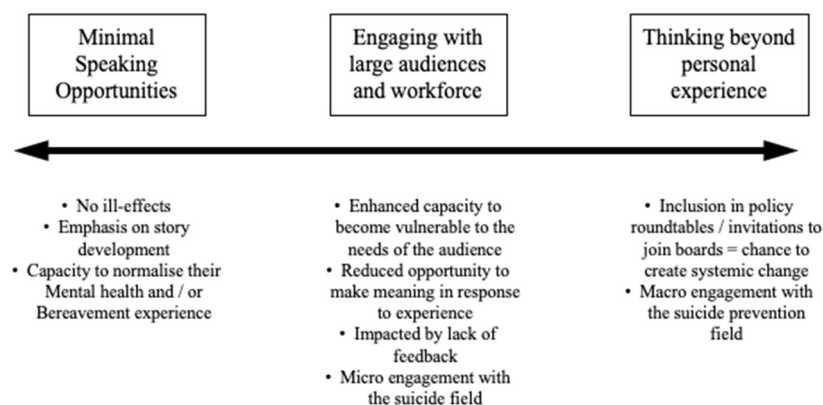 Minimal
Speaking
Opportunities
Engaging with
large audiences
and workforce
Thinking beyond
personal
experience
• No ill-effects
• Emphasis on story
development
• Capacity to normalise their
Mental health and / or
Bereavement experience
• Enhanced capacity to
become vulnerable to the
needs of the audience
• Reduced opportunity to
make meaning in response
to experience
• Impacted by lack of
feedback
• Micro engagement with
the suicide field
• Inclusion in policy
roundtables / invitations to
join boards = chance to
create systemic change
• Macro engagement with
the suicide prevention
field